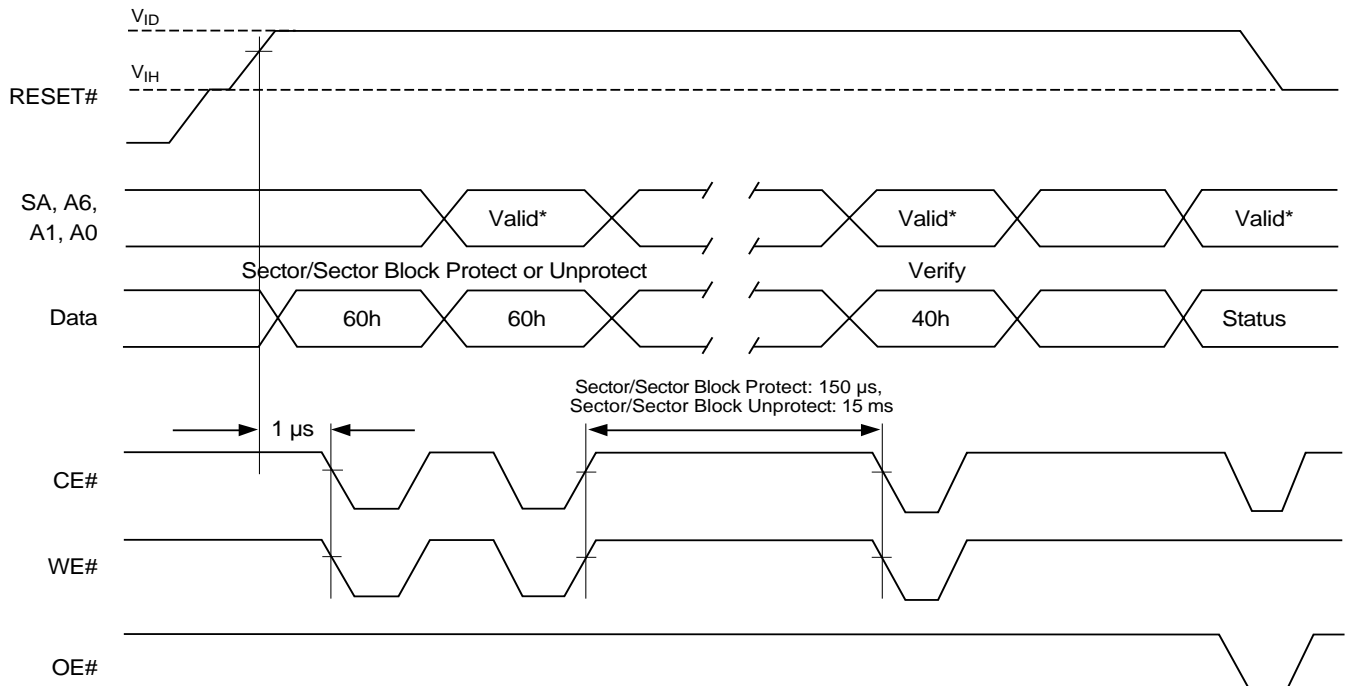 VID
VIH
RESET#
SA, A6,
A1, A0
Valid*
Valid*
Valid*
Sector/Sector Block Protect or Unprotect
Verify
Data
60h
60h
40h
Status
Sector/Sector Block Protect: 150 µs,
Sector/Sector Block Unprotect: 15 ms
1 µs
CE#
WE#
OE#